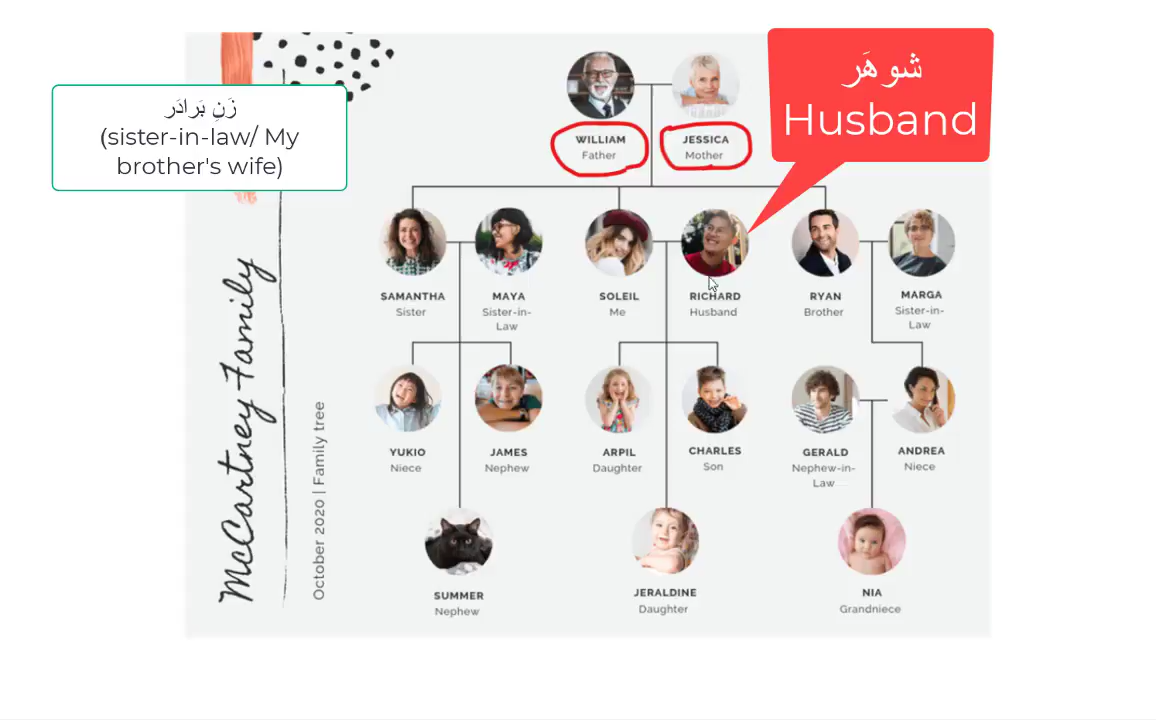 شوهَر
Husband
زَنِ بَرادَر
(sister-in-law/ My
brother's wife)
WILLIAM
Father
JESSICA
Mother
McCartney Family
October 2020 | Family tree
SAMANTHA
Sister
MAYA
Sister-in-
Law
SOLEIL
Me
RICHARD
Husband
RYAN
Brother
MARGA
Sister-in-
Law
YUKIO
Niece
JAMES
Nephew
ARPIL
Daughter
CHARLES
Son
GERALD
Nephew-in-
Law
ANDREA
Niece
SUMMER
Nephew
JERALDINE
Daughter
NIA
Grandniece